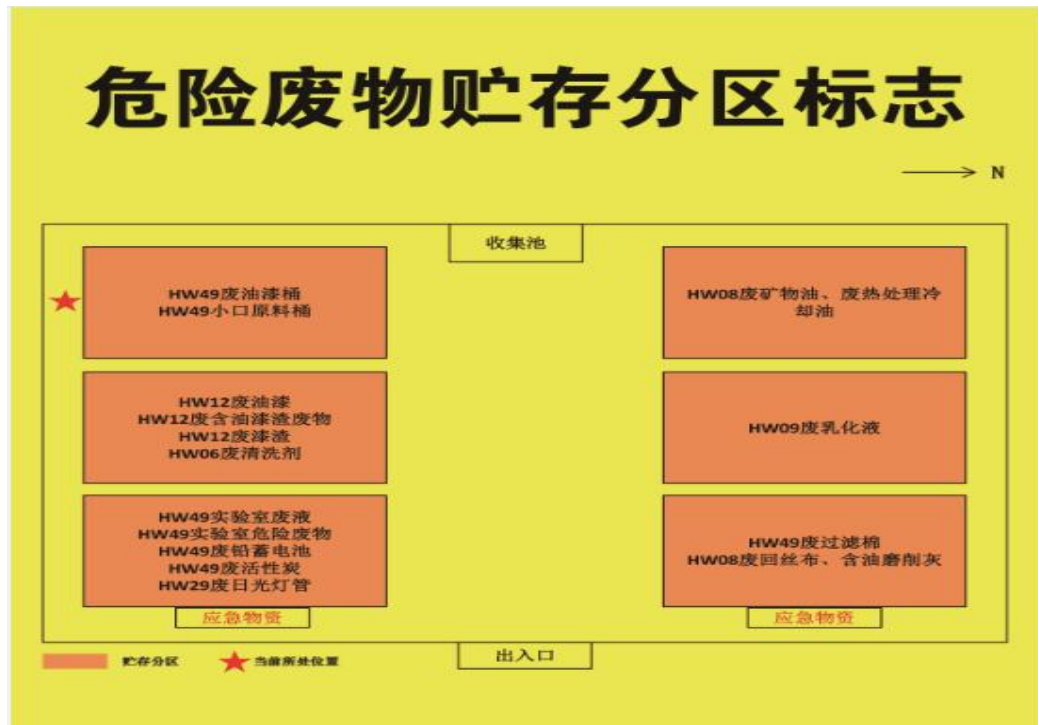 危险废物贮存分区标志
N
收集池
HW49废油漆桶
HW49小口原料桶
HW08废矿物油、废热处理冷
却油
HW12废油漆
HW12废含油漆渣废物
HW12废漆渣
HW06废清洗剂
HW09废乳化液
HW49实验室废液
HW49实验室危险废物
HW49废铅蓄电池
HW49废活性炭
HW29废日光灯管
HW49废过滤棉
HW08废回丝布、含油磨削灰
应急物资
应急物资
出入口
贮存分区
当前所处位置